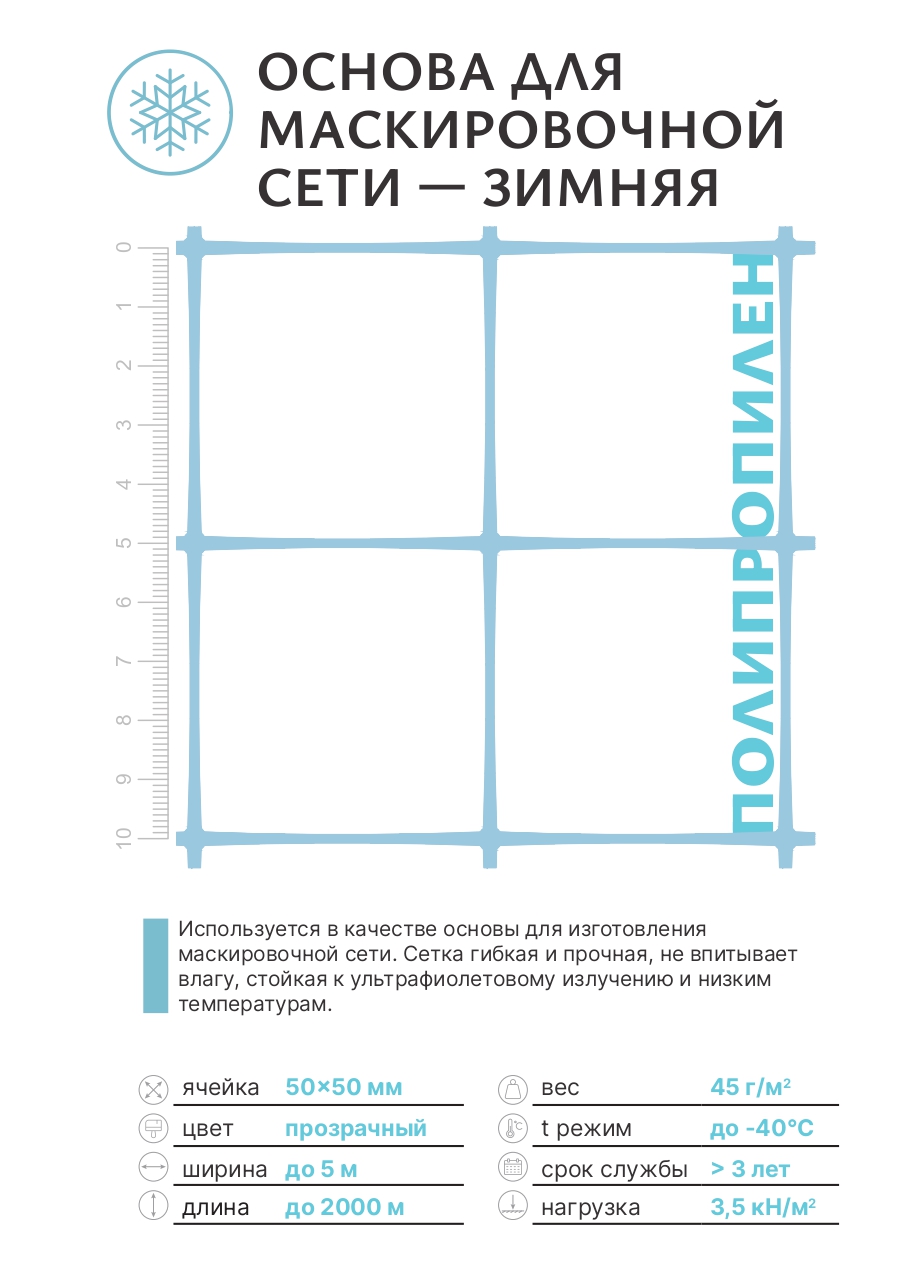 ОСНОВА ДЛЯ
МАСКИРОВОЧНОЙ
СЕТИ — ЗИМНЯЯ
0
1
2
3
4
5
6
7
8
9
10
ПОЛИПРОПИЛЕН
Используется в качестве основы для изготовления
маскировочной сети. Сетка гибкая и прочная, не впитывает
влагу, стойкая к ультрафиолетовому излучению и низким
температурам.
ячейка 50×50 мм
цвет прозрачный
ширина до 5 м
длина до 2000 м
вес 45 г/м²
°C t режим до -40°C
срок службы > 3 лет
нагрузка 3,5 кН/м²